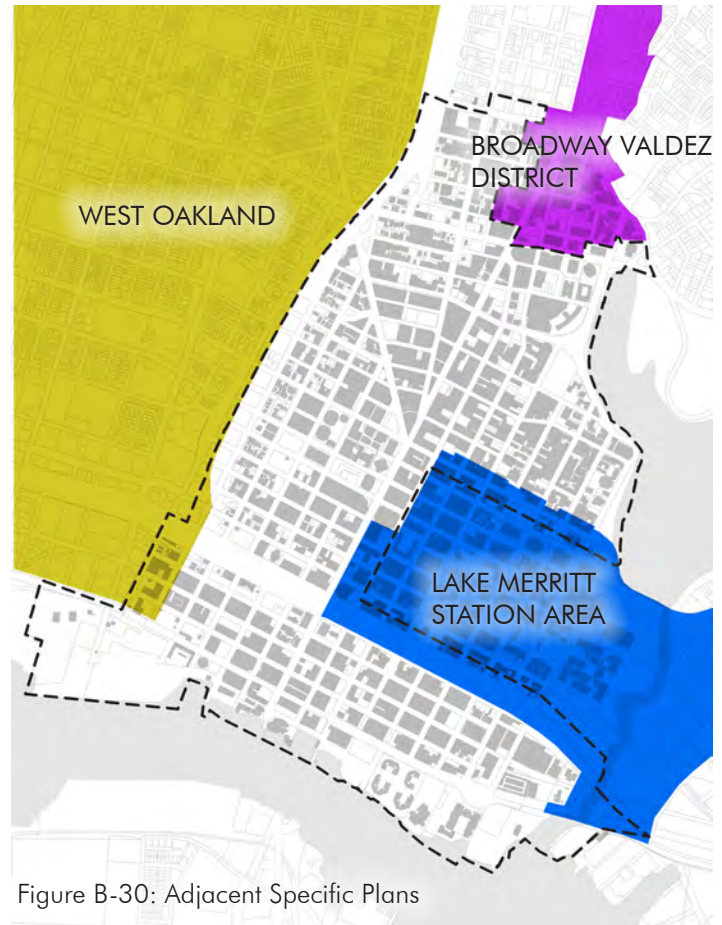 BROADWAY VALDEZ
DISTRICT
WEST OAKLAND
LAKE MERRITT
STATION AREA
Figure B-30: Adjacent Specific Plans